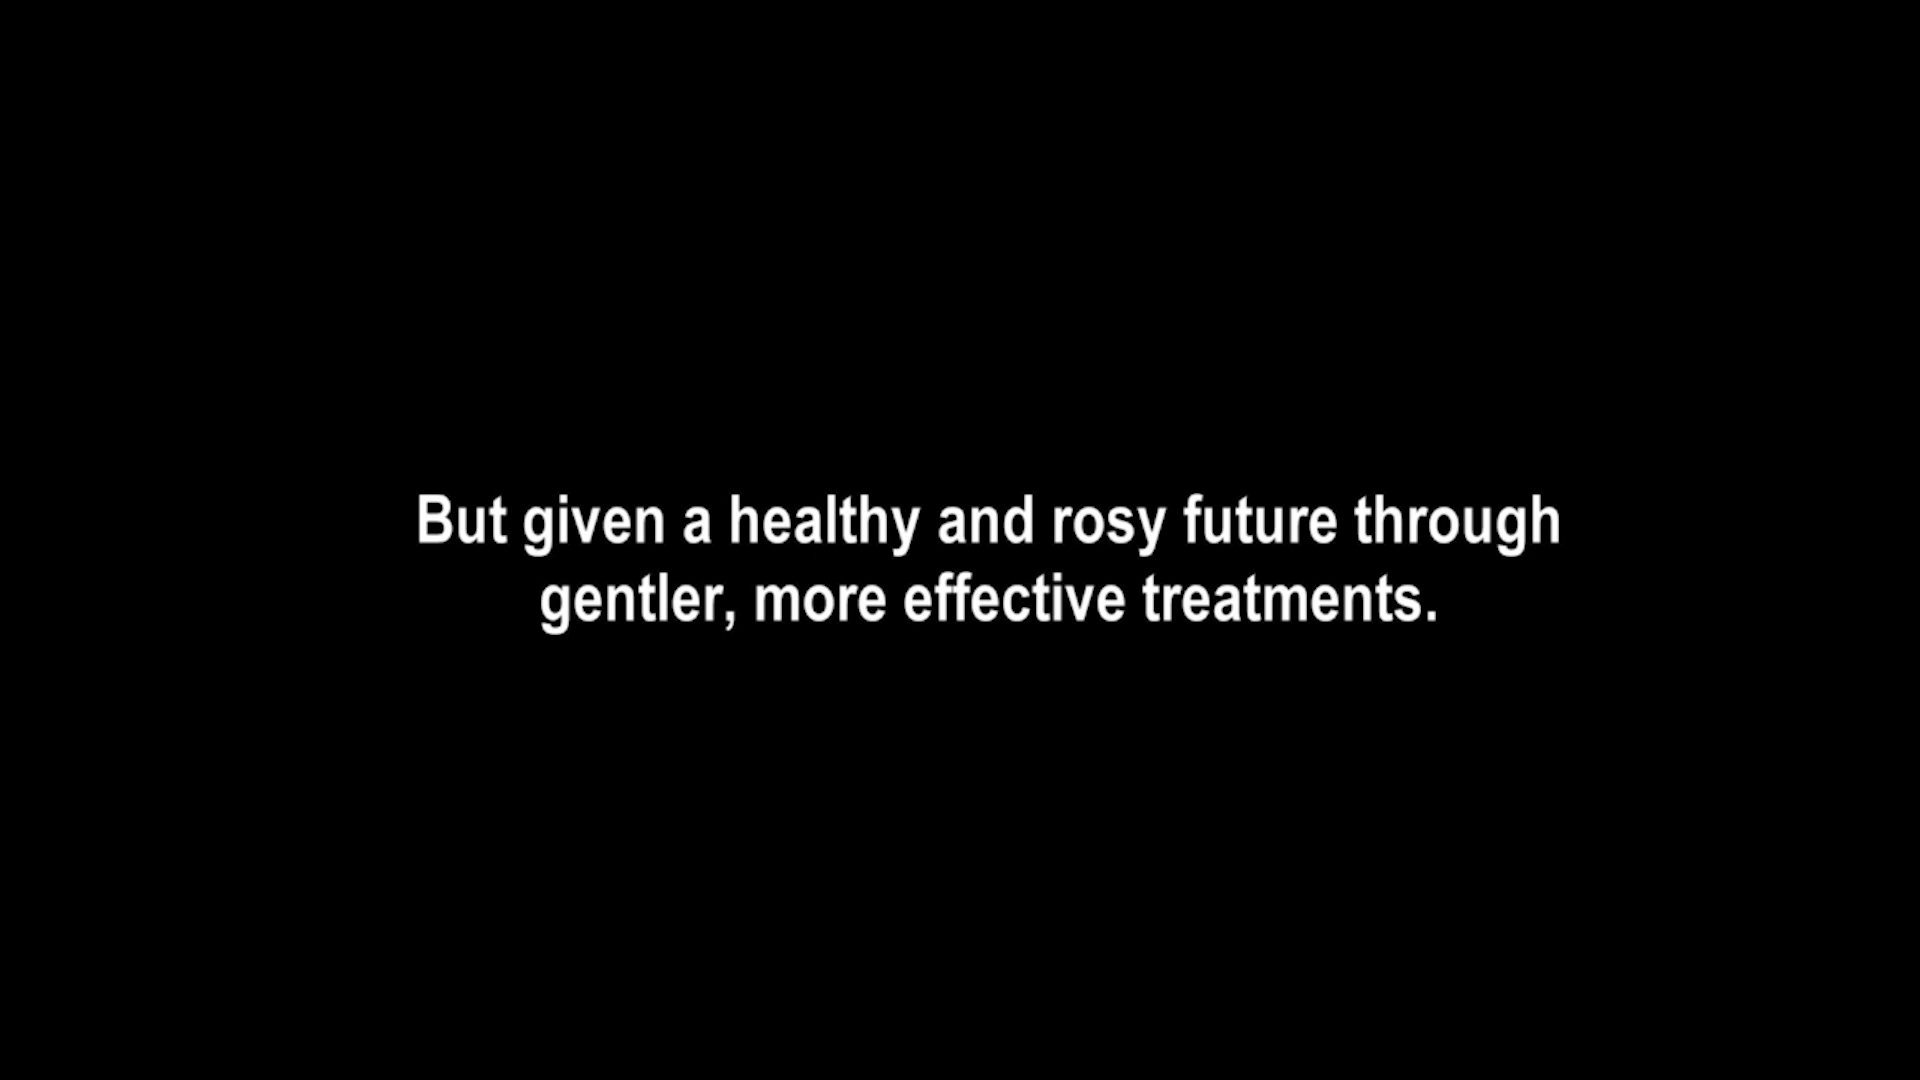 But given a healthy and rosy future through
gentler, more effective treatments.